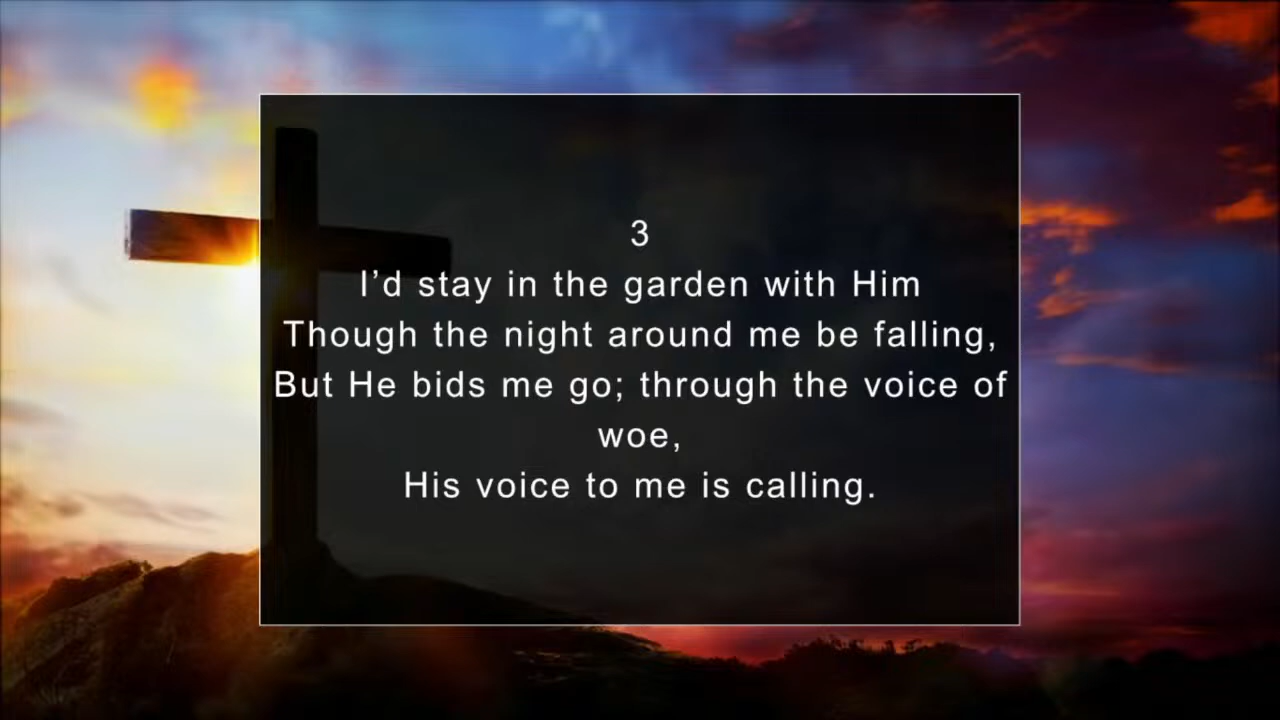 3
I’d stay in the garden with Him
Though the night around me be falling,
But He bids me go; through the voice of
woe,
His voice to me is calling.